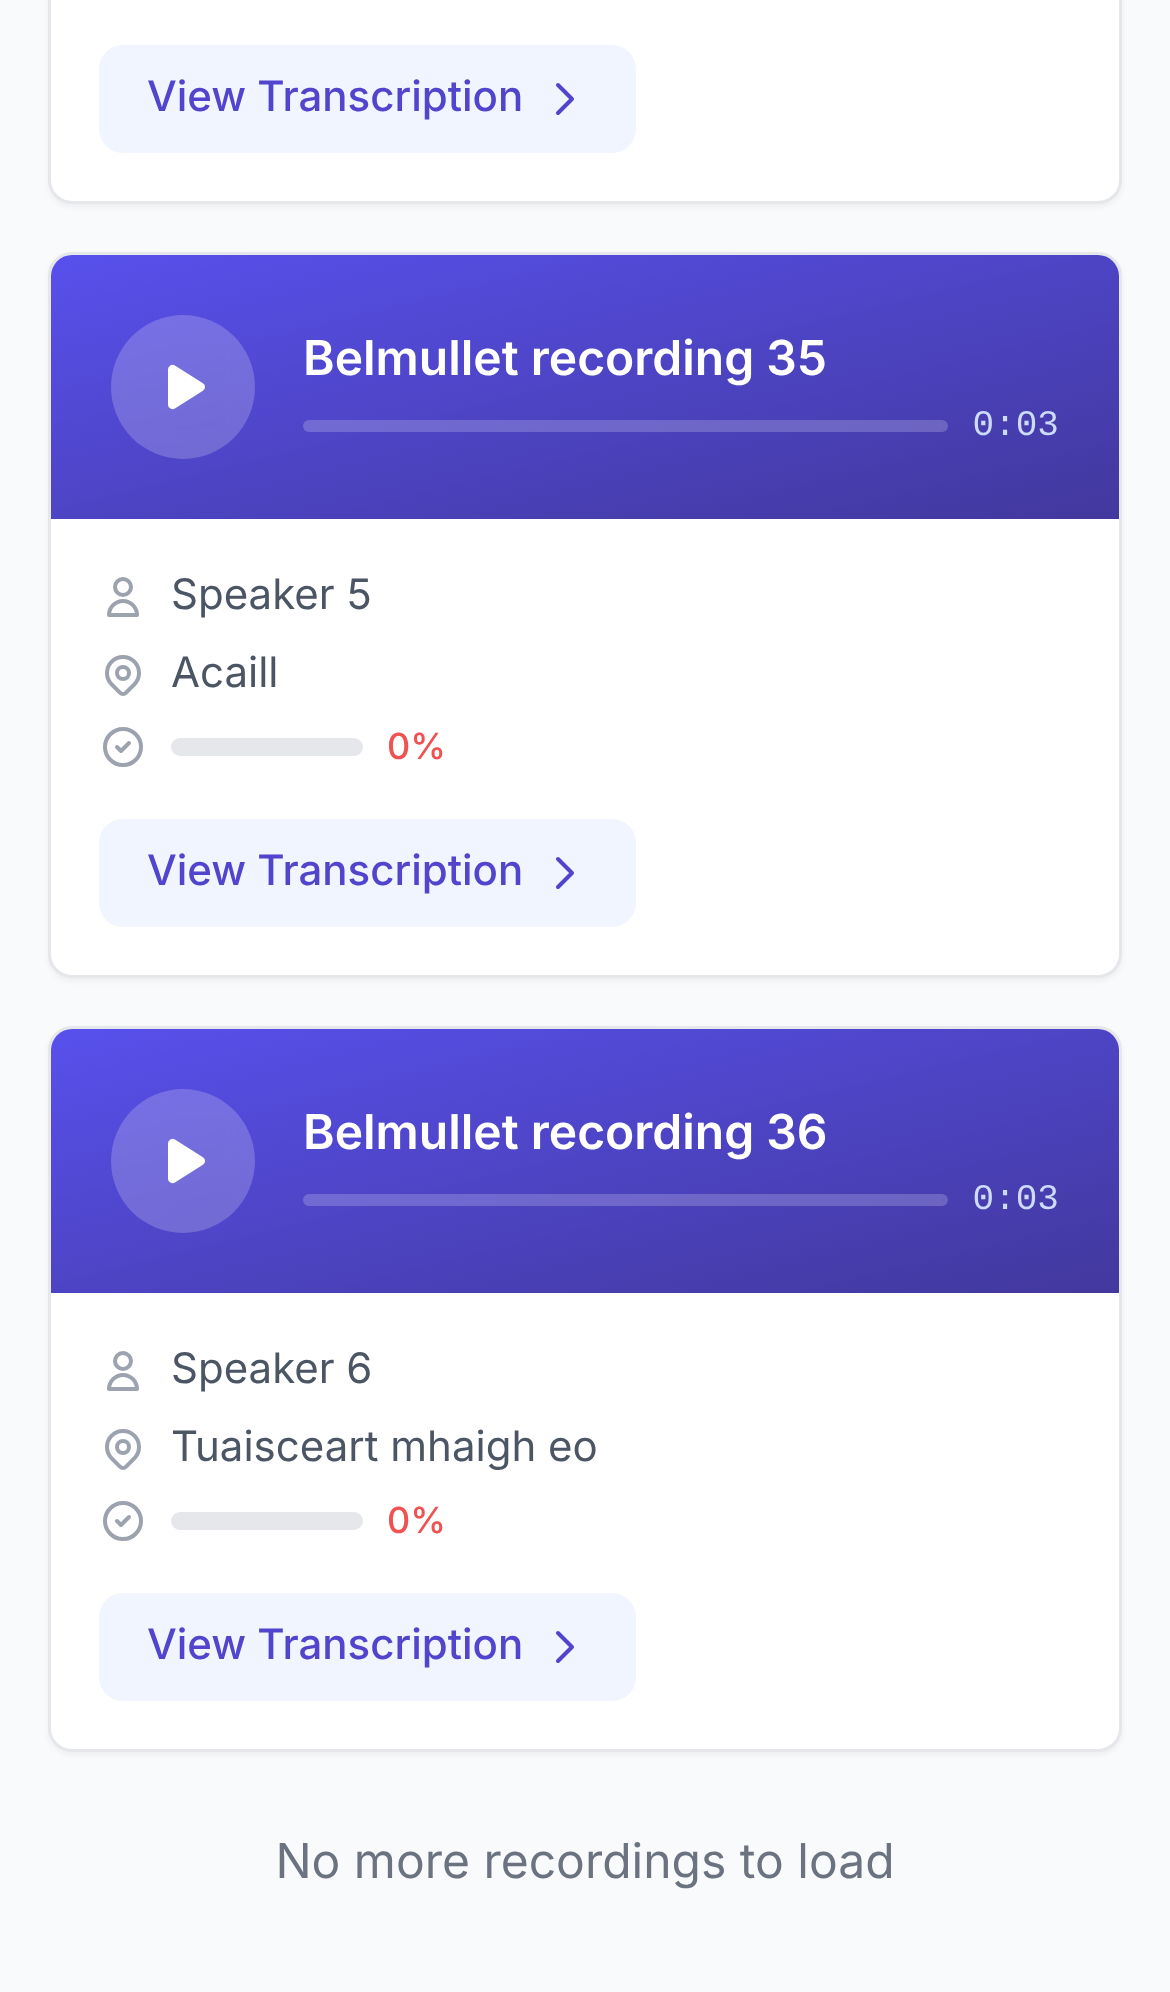 View Transcription
Belmullet recording 35
0:03
Speaker 5
Acaill
0%
View Transcription
Belmullet recording 36
0:03
Speaker 6
Tuaisceart mhaigh eo
0%
View Transcription
No more recordings to load